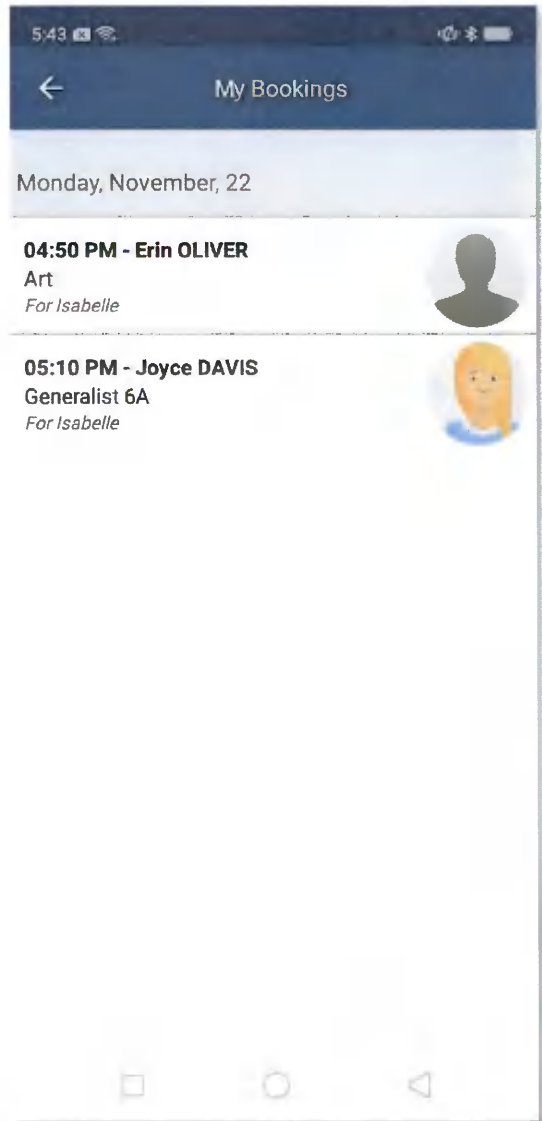 5:43
My Bookings
Monday, November, 22
04:50 PM - Erin OLIVER
Art
For Isabelle
05:10 PM - Joyce DAVIS
Generalist 6A
For Isabelle